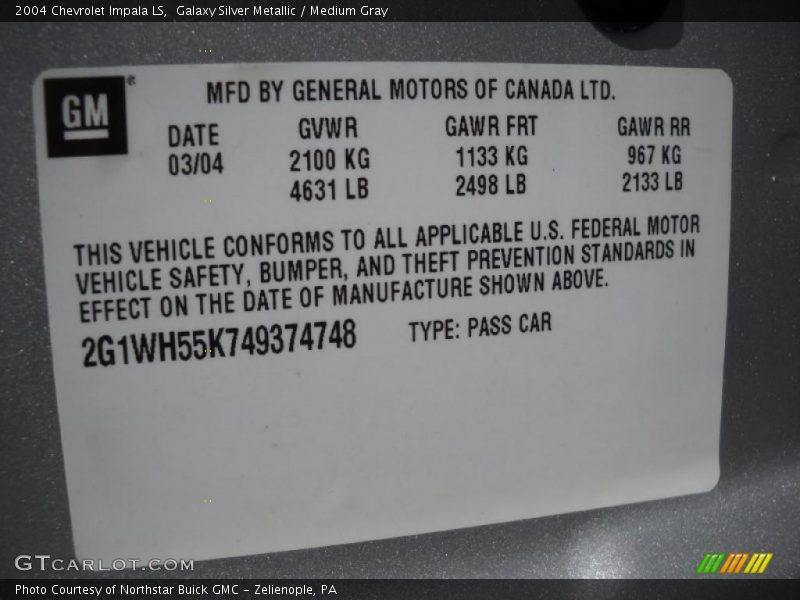 2004 Chevrolet Impala LS,  Galaxy Silver Metallic / Medium Gray
GM®
MFD BY GENERAL MOTORS OF CANADA LTD.
DATE GVWR GAWR FRT GAWR RR
03/04 2100 KG 1133 KG 967 KG
4631 LB 2498 LB 2133 LB
THIS VEHICLE CONFORMS TO ALL APPLICABLE U.S. FEDERAL MOTOR
VEHICLE SAFETY, BUMPER, AND THEFT PREVENTION STANDARDS IN
EFFECT ON THE DATE OF MANUFACTURE SHOWN ABOVE.
2G1WH55K749374748 TYPE: PASS CAR
GTCARLOT.COM
Photo Courtesy of Northstar Buick GMC - Zelienople, PA